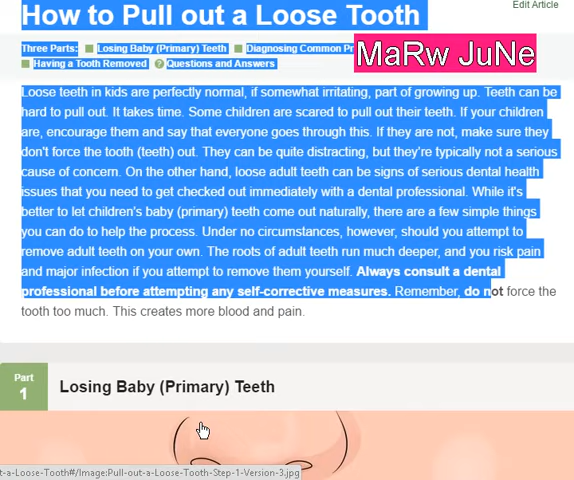 Edit Article
How to Pull out a Loose Tooth
Three Parts: Losing Baby (Primary) Teeth Diagnosing Common Pr
MaRw JuNe
Having a Tooth Removed Questions and Answers
Loose teeth in kids are perfectly normal, if somewhat irritating, part of growing up. Teeth can be
hard to pull out. It takes time. Some children are scared to pull out their teeth. If your children
are, encourage them and say that everyone goes through this. If they are not, make sure they
don't force the tooth (teeth) out. They can be quite distracting, but they're typically not a serious
cause of concern. On the other hand, loose adult teeth can be signs of serious dental health
issues that you need to get checked out immediately with a dental professional. While it's
better to let children's baby (primary) teeth come out naturally, there are a few simple things
you can do to help the process. Under no circumstances, however, should you attempt to
remove adult teeth on your own. The roots of adult teeth run much deeper, and you risk pain
and major infection if you attempt to remove them yourself. Always consult a dental
professional before attempting any self-corrective measures. Remember, do not force the
tooth too much. This creates more blood and pain.
Part
1
Losing Baby (Primary) Teeth
t-a-Loose-Tooth#/Image:Pull-out-a-Loose-Tooth-Step-1-Version-3.jpg